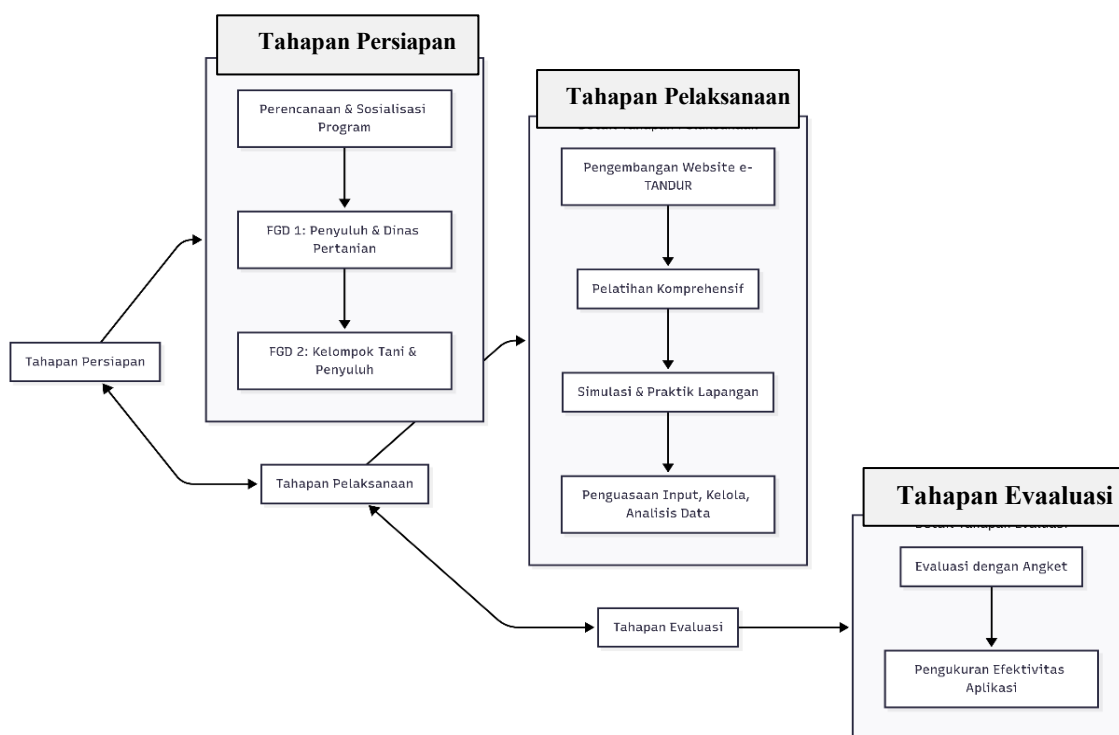 Tahapan Persiapan
Perencanaan & Sosialisasi
Program
FGD 1: Penyuluh & Dinas
Pertanian
FGD 2: Kelompok Tani &
Penyuluh
Tahapan Pelaksanaan
Pengembangan Website e-
TANDUR
Pelatihan Komprehensif
Simulasi & Praktik Lapangan
Penguasaan Input, Kelola,
Analisis Data
Tahapan Persiapan
Tahapan Pelaksanaan
Tahapan Evaluasi
Tahapan Evaaluasi
Evaluasi dengan Angket
Pengukuran Efektivitas
Aplikasi